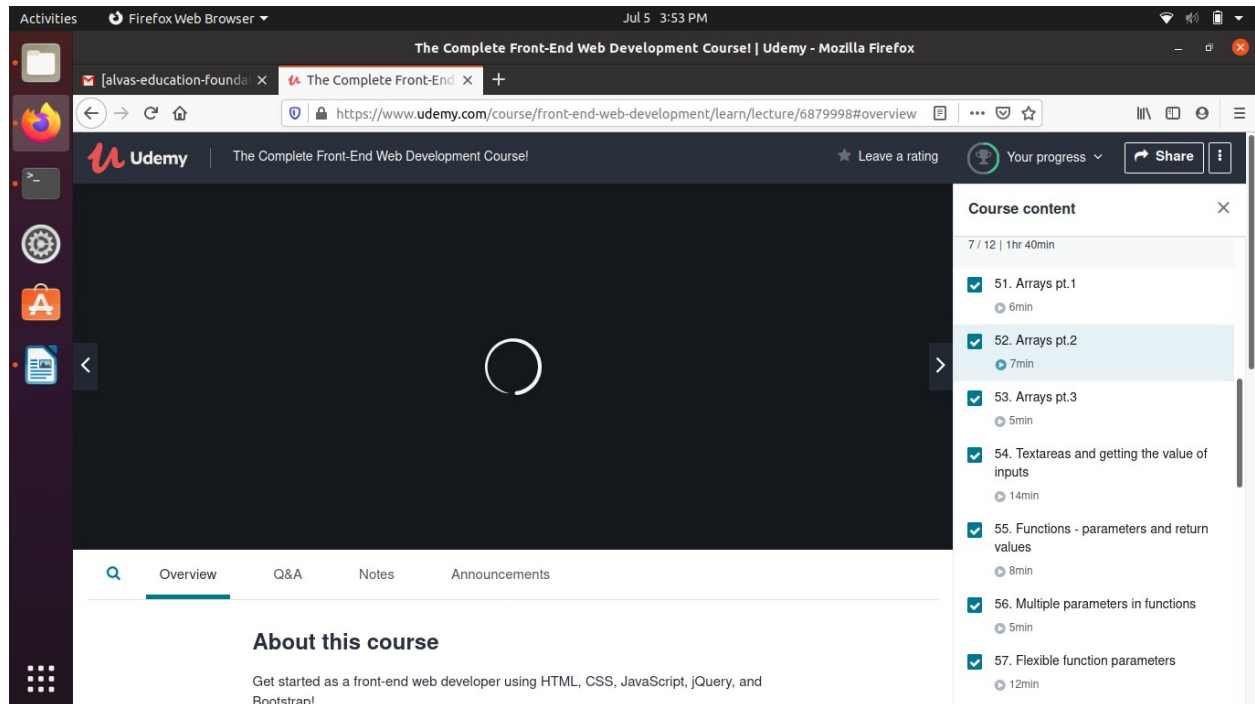 Activities
Firefox Web Browser
Jul 5 3:53 PM
The Complete Front-End Web Development Course! | Udemy - Mozilla Firefox
[alvas-education-founda
The Complete Front-End
https://www.udemy.com/course/front-end-web-development/learn/lecture/6879998#overview
Udemy
The Complete Front-End Web Development Course!
Leave a rating
Your progress
Share
Course content
7 / 12 | 1hr 40min
51. Arrays pt.1
6min
52. Arrays pt.2
7min
53. Arrays pt.3
5min
54. Textareas and getting the value of
inputs
14min
55. Functions - parameters and return
values
8min
56. Multiple parameters in functions
5min
57. Flexible function parameters
12min
Overview
Q&A
Notes
Announcements
About this course
Get started as a front-end web developer using HTML, CSS, JavaScript, jQuery, and
Bootstrap!